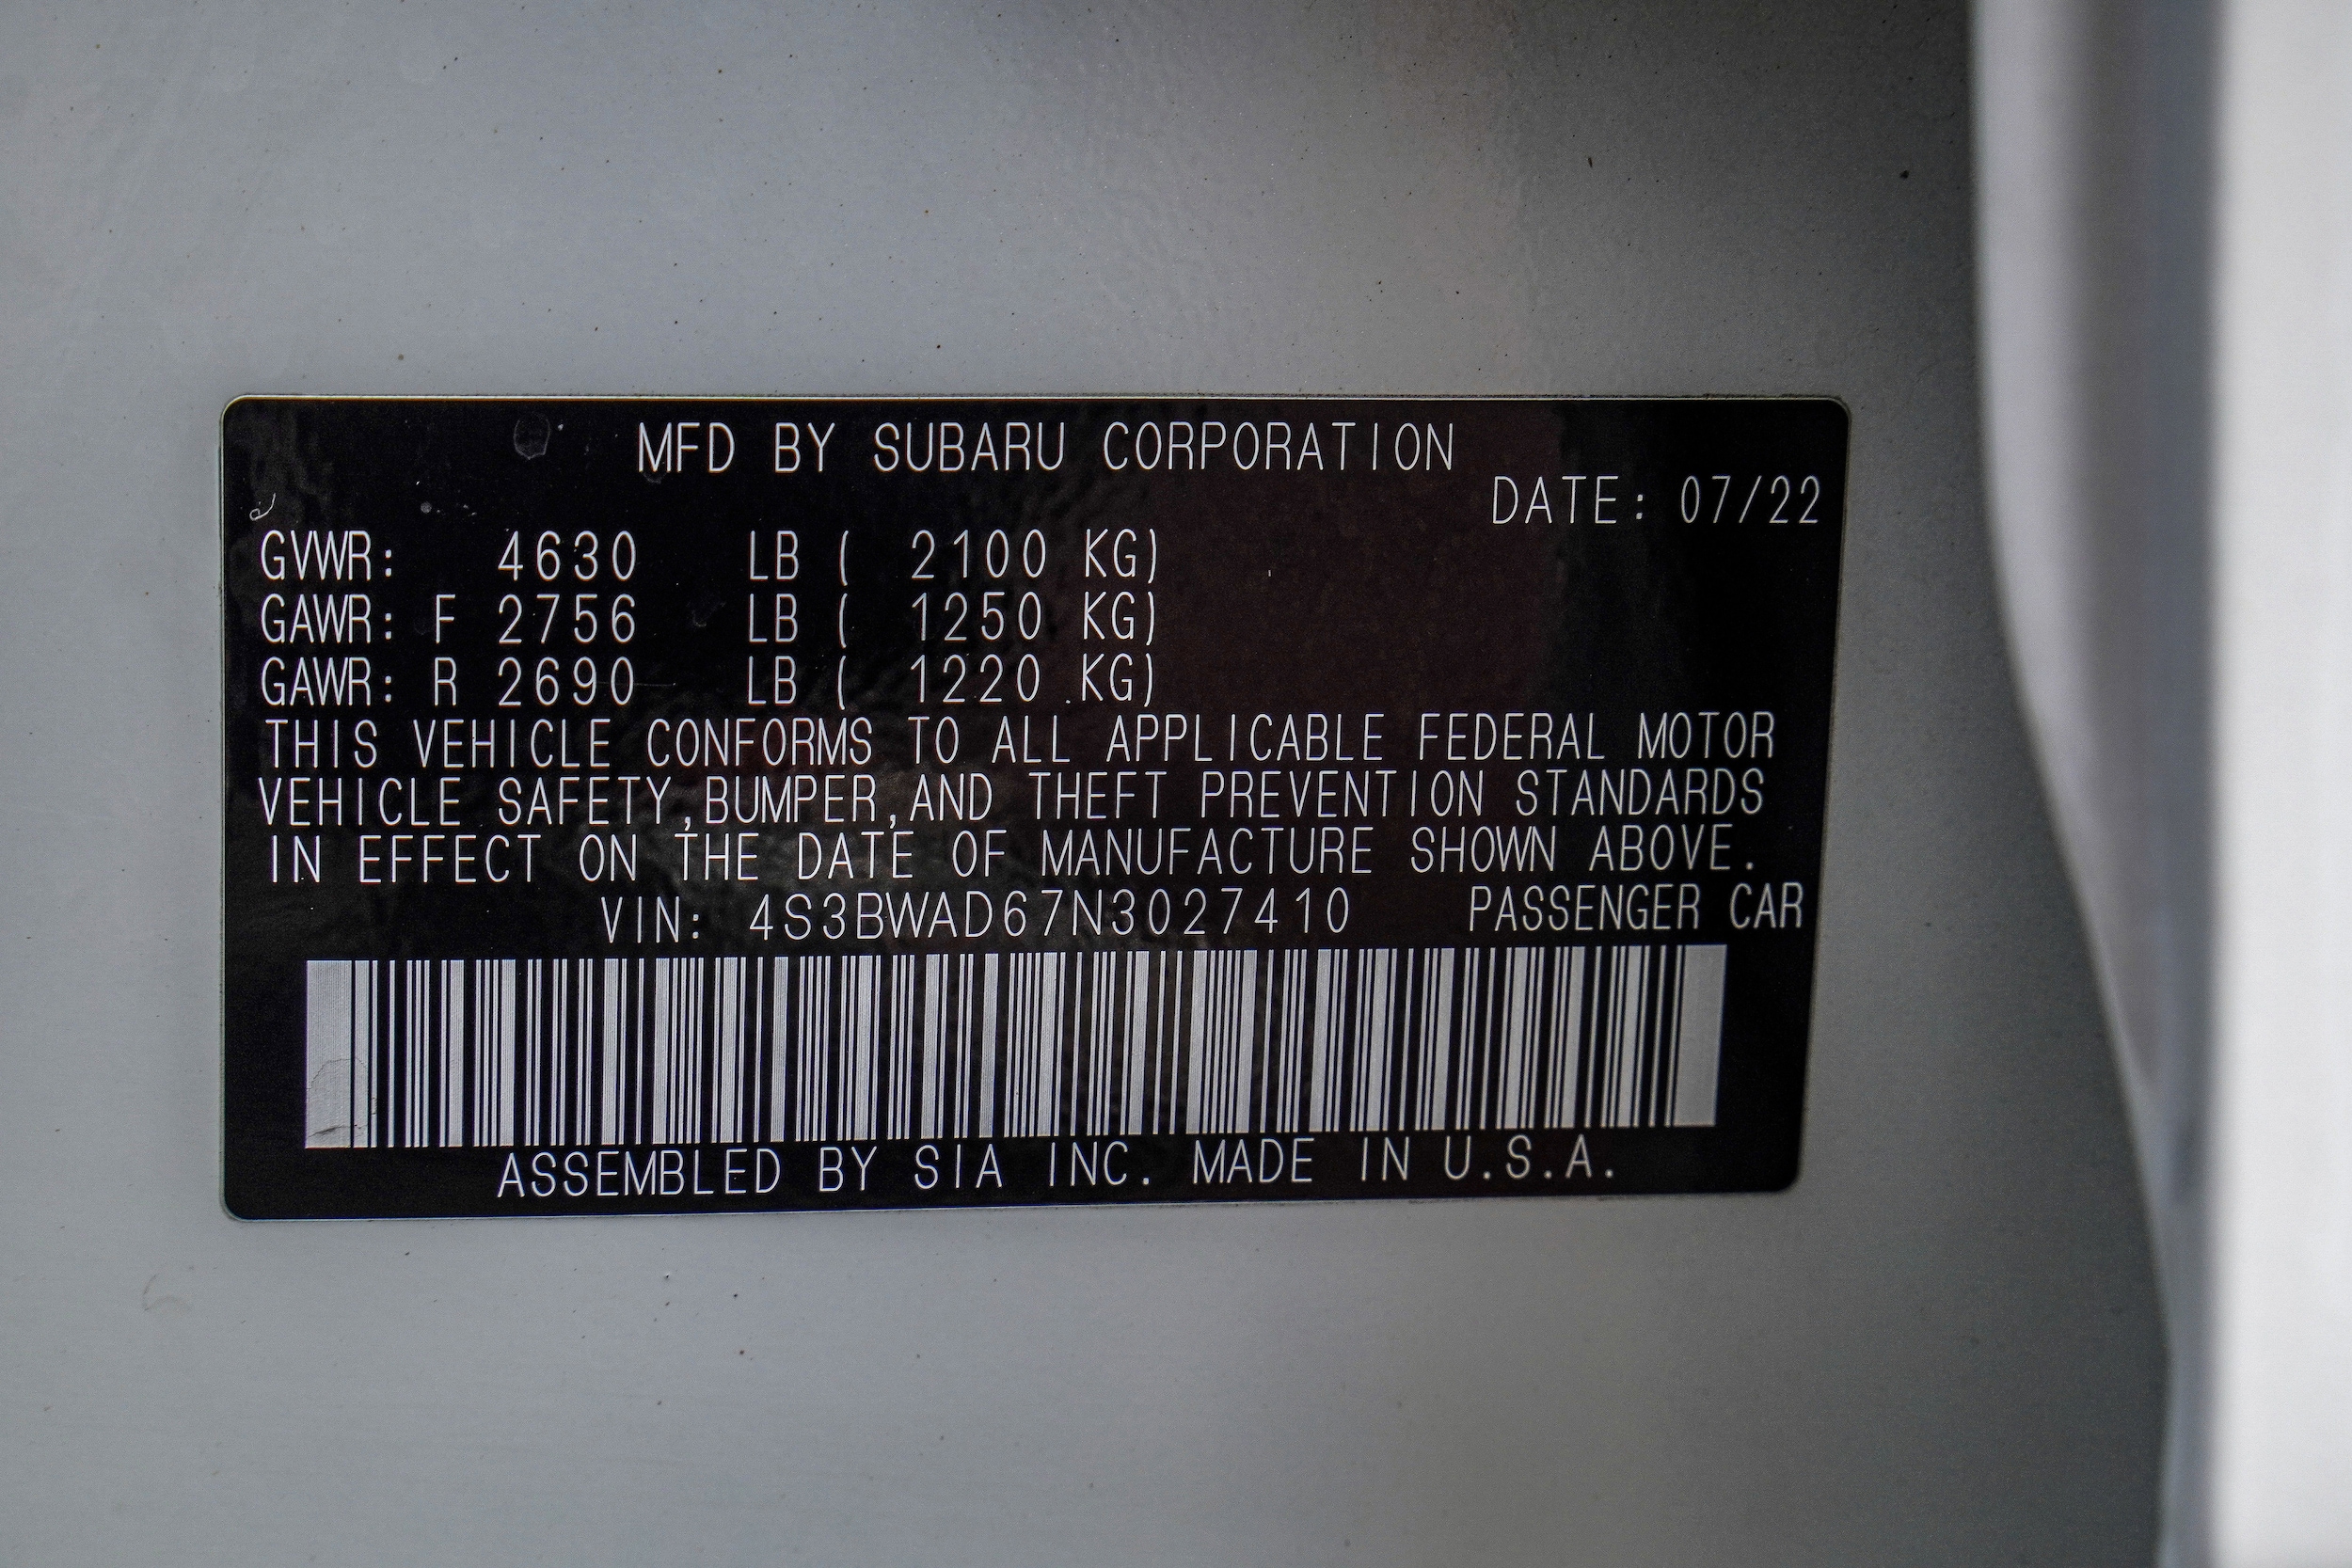 MFD BY SUBARU CORPORATION
DATE: 07/22
GVWR: 4630 LB ( 2100 KG)
GAWR: F 2756 LB ( 1250 KG)
GAWR: R 2690 LB ( 1220 KG)
THIS VEHICLE CONFORMS TO ALL APPLICABLE FEDERAL MOTOR
VEHICLE SAFETY,BUMPER,AND THEFT PREVENTION STANDARDS
IN EFFECT ON THE DATE OF MANUFACTURE SHOWN ABOVE.
VIN: 4S3BWAD67N3027410 PASSENGER CAR
ASSEMBLED BY SIA INC. MADE IN U.S.A.